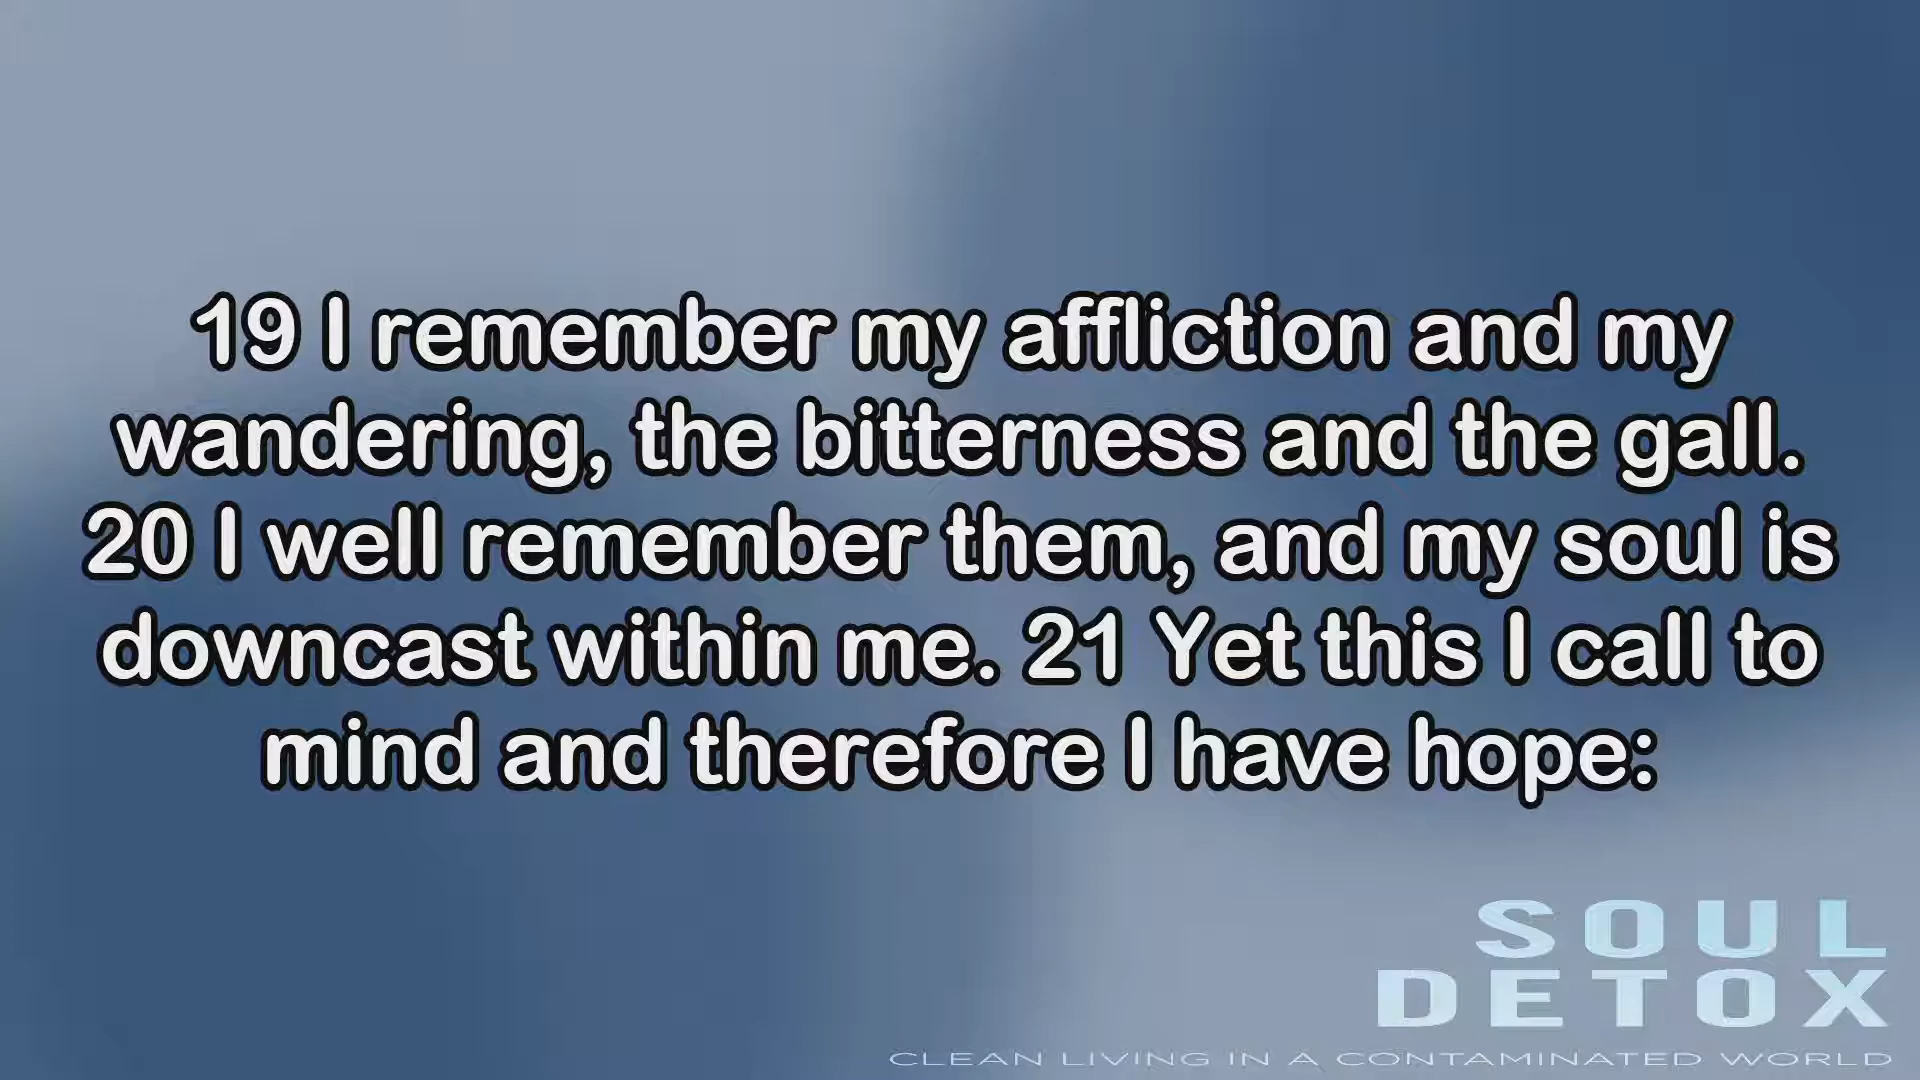 19 I remember my affliction and my
wandering, the bitterness and the gall.
20 I well remember them, and my soul is
downcast within me. 21 Yet this I call to
mind and therefore I have hope:
SOUL
DETOX
CLEAN LIVING IN A CONTAMINATED WORLD